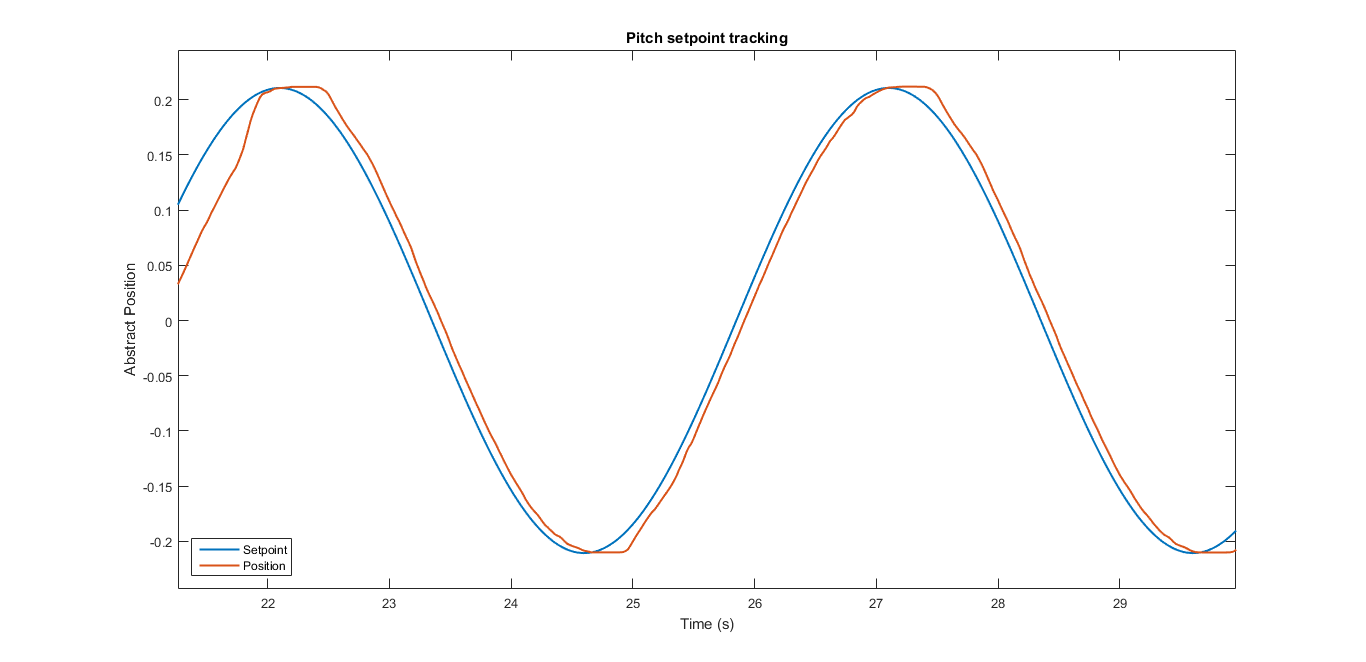 Pitch setpoint tracking
0.2
0.15
0.1
0.05
0
-0.05
-0.1
-0.15
-0.2
Abstract Position
Setpoint
Position
22 23 24 25 26 27 28 29
Time (s)